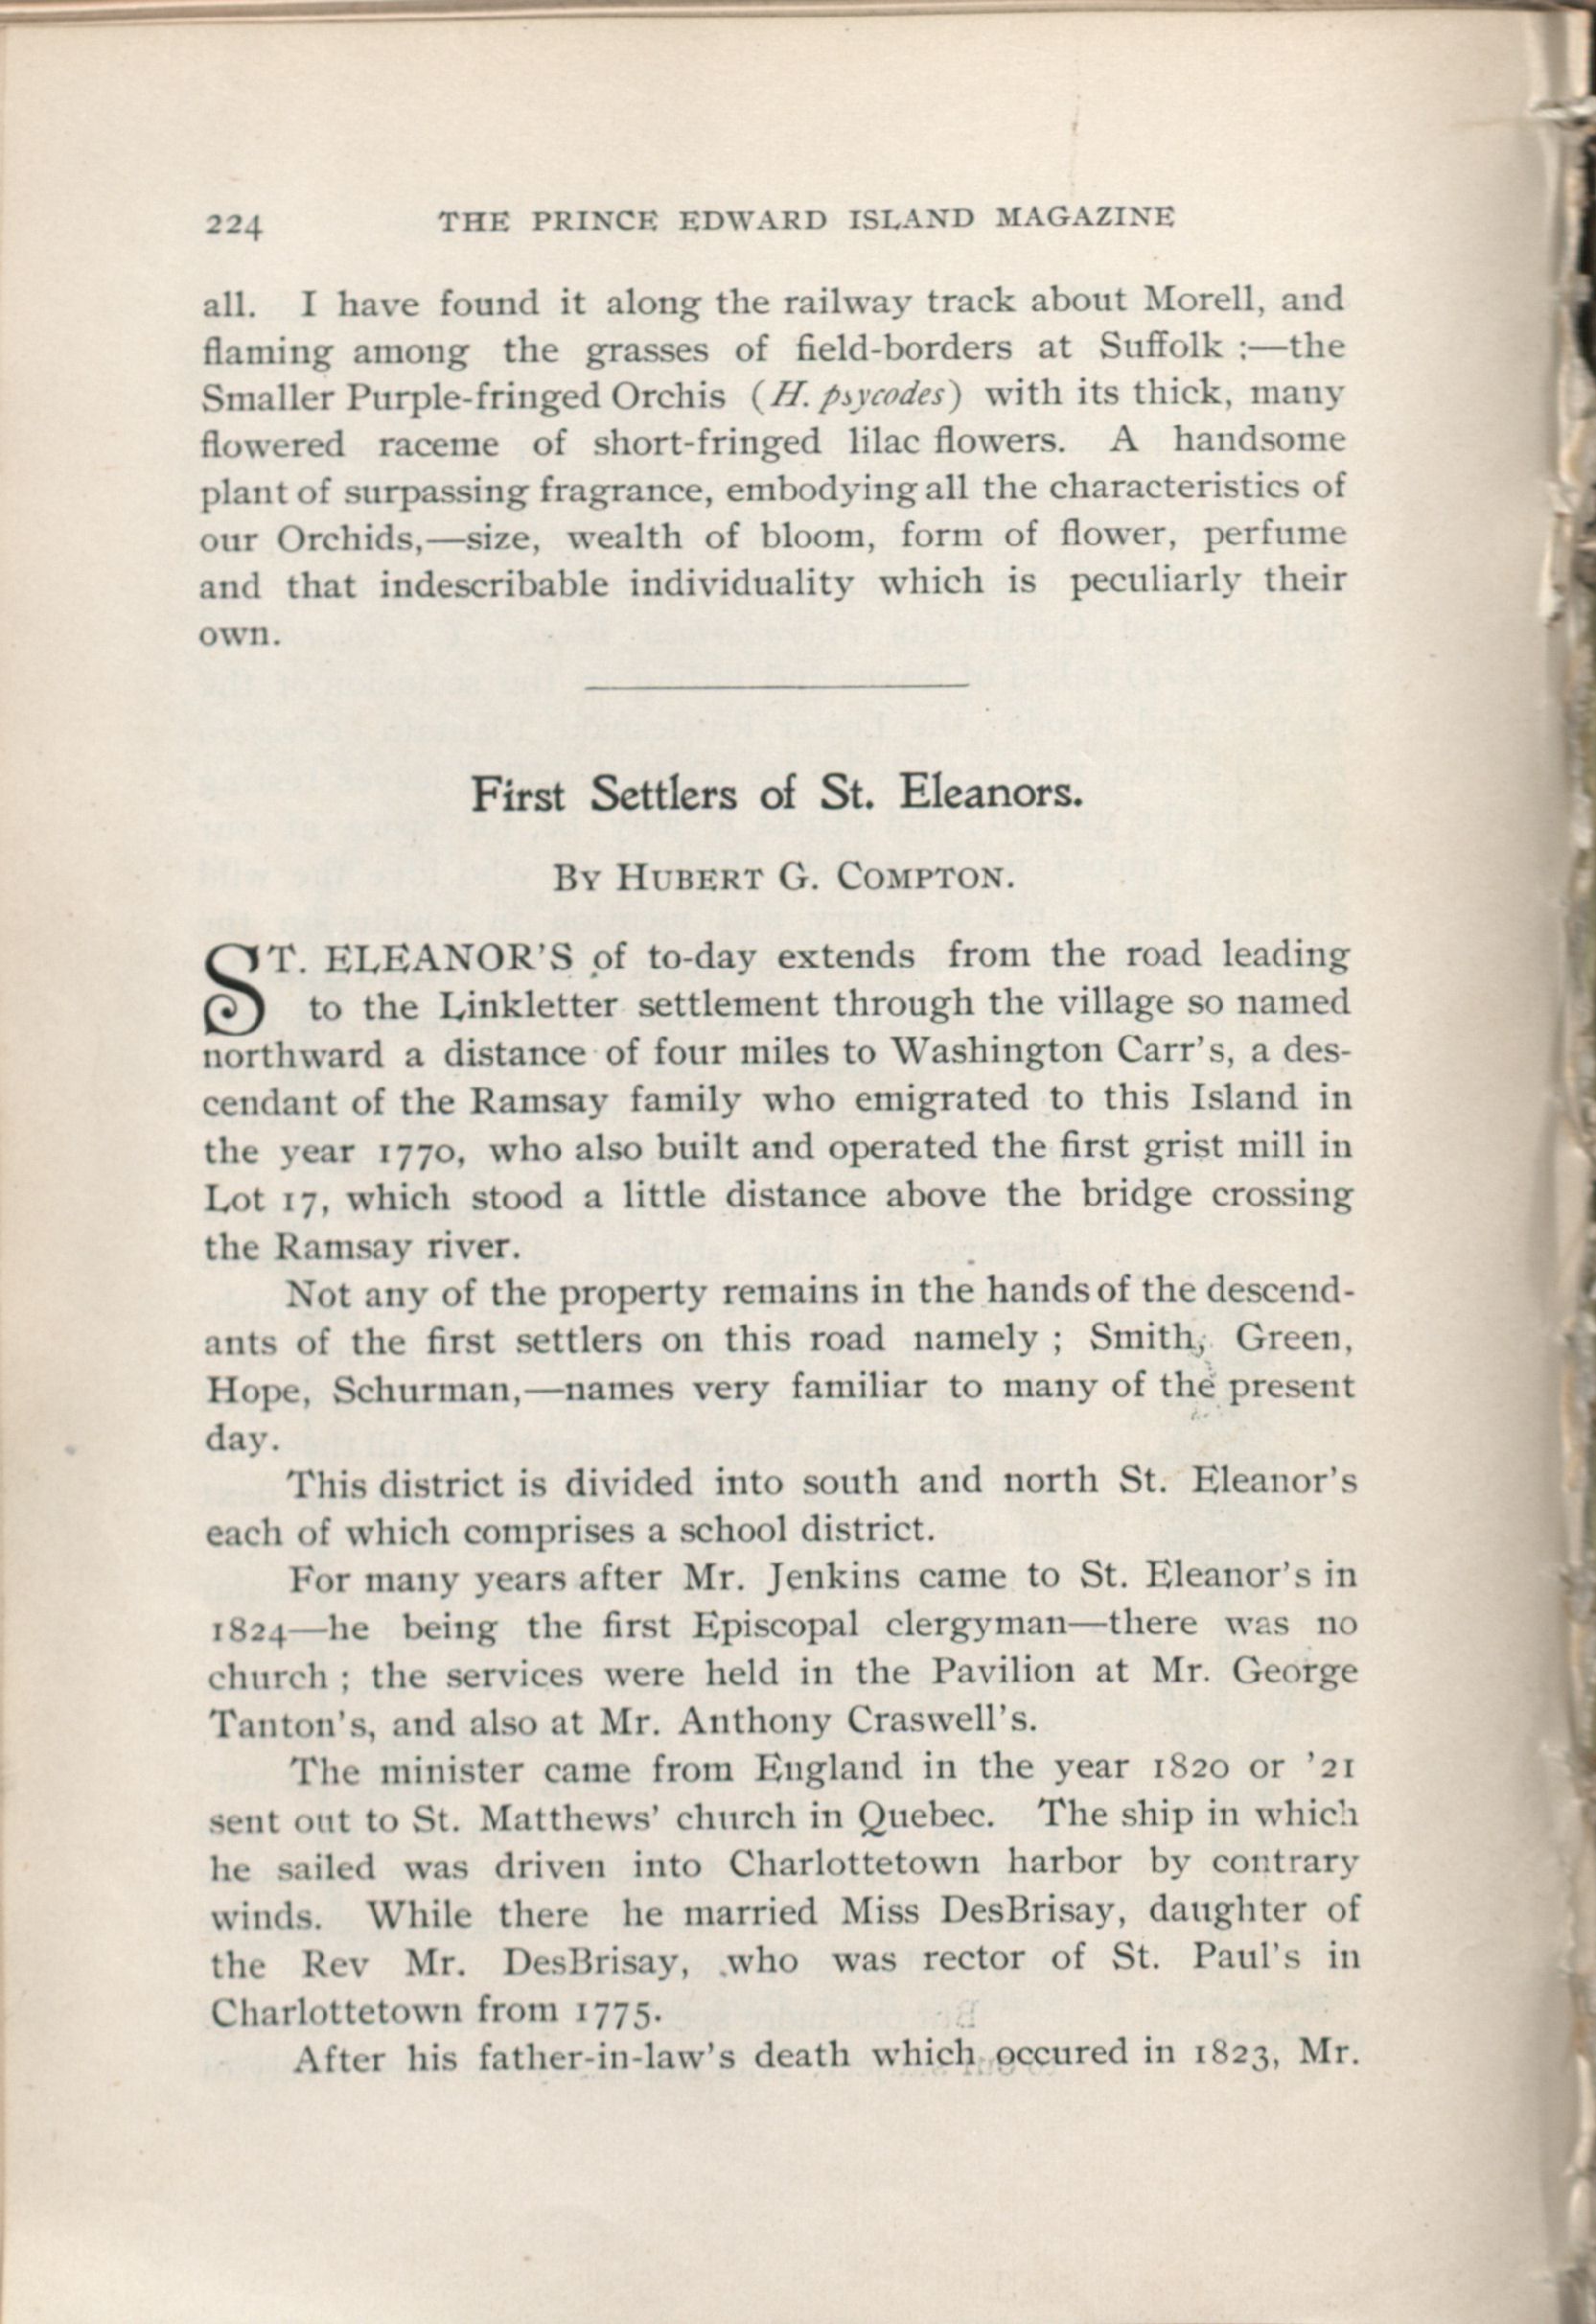 224 THE PRINCE EDWARD ISLAND MAGAZINE
all. I have found it along the railway track about Morell, and
flaming among the grasses of field-borders at Suffolk :—the
Smaller Purple-fringed Orchis (H. psycodes) with its thick, many
flowered raceme of short-fringed lilac flowers. A handsome
plant of surpassing fragrance, embodying all the characteristics of
our Orchids,—size, wealth of bloom, form of flower, perfume
and that indescribable individuality which is peculiarly their
own.
First Settlers of St. Eleanors.
By Hubert G. Compton.
ST. ELEANOR'S of to-day extends from the road leading
to the Linkletter settlement through the village so named
northward a distance of four miles to Washington Carr's, a des-
cendant of the Ramsay family who emigrated to this Island in
the year 1770, who also built and operated the first grist mill in
Lot 17, which stood a little distance above the bridge crossing
the Ramsay river.
Not any of the property remains in the hands of the descend-
ants of the first settlers on this road namely ; Smith, Green,
Hope, Schurman,—names very familiar to many of the present
day.
This district is divided into south and north St. Eleanor's
each of which comprises a school district.
For many years after Mr. Jenkins came to St. Eleanor's in
1824—he being the first Episcopal clergyman—there was no
church ; the services were held in the Pavilion at Mr. George
Tanton's, and also at Mr. Anthony Craswell's.
The minister came from England in the year 1820 or '21
sent out to St. Matthews' church in Quebec. The ship in which
he sailed was driven into Charlottetown harbor by contrary
winds. While there he married Miss DesBrisay, daughter of
the Rev Mr. DesBrisay, who was rector of St. Paul's in
Charlottetown from 1775.
After his father-in-law's death which occured in 1823, Mr.